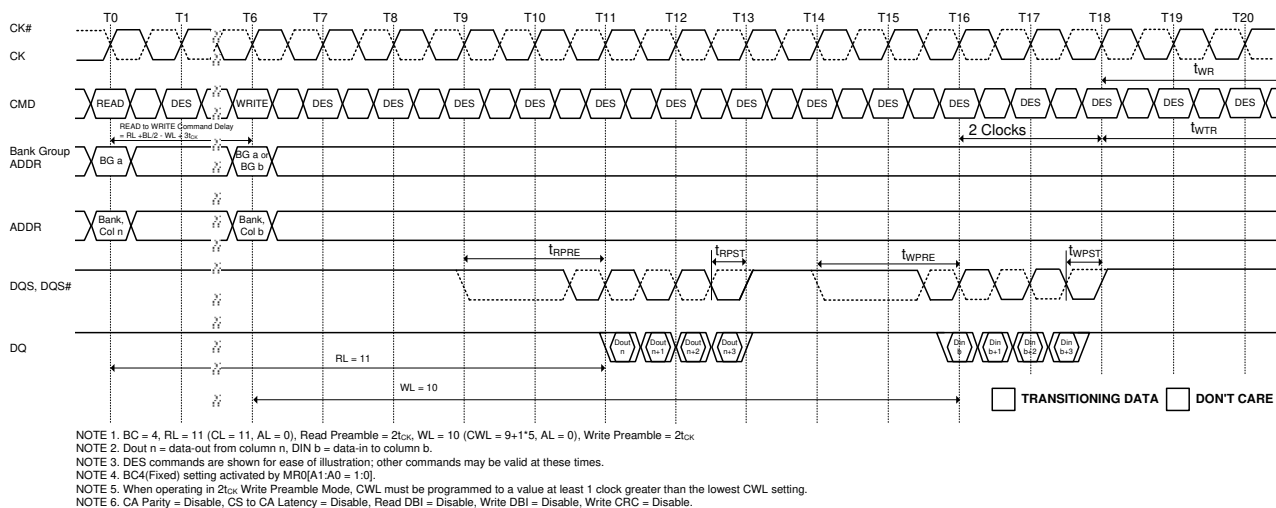 T0 T1 T6 T7 T8 T9 T10 T11 T12 T13 T14 T15 T16 T17 T18 T19 T20
CK#
CK
tWR
CMD READ DES WRITE DES DES DES DES DES DES DES DES DES DES DES DES DES DES
READ to WRITE Command Delay
= RL +BL/2 - WL + 3tCK
2 Clocks
tWTR
Bank Group
ADDR
BG a
BG a or
BG b
ADDR
Bank,
Col n
Bank,
Col b
tRPRE tRPST tWPRE tWPST
DQS, DQS#
DQ
Dout
n
Dout
n+1
Dout
n+2
Dout
n+3
Din
b
Din
b+1
Din
b+2
Din
b+3
RL = 11
WL = 10
TRANSITIONING DATA DON'T CARE
NOTE 1. BC = 4, RL = 11 (CL = 11, AL = 0), Read Preamble = 2tCK, WL = 10 (CWL = 9+1*5, AL = 0), Write Preamble = 2tCK
NOTE 2. Dout n = data-out from column n, DIN b = data-in to column b.
NOTE 3. DES commands are shown for ease of illustration; other commands may be valid at these times.
NOTE 4. BC4(Fixed) setting activated by MR0[A1:A0 = 1:0].
NOTE 5. When operating in 2tCK Write Preamble Mode, CWL must be programmed to a value at least 1 clock greater than the lowest CWL setting.
NOTE 6. CA Parity = Disable, CS to CA Latency = Disable, Read DBI = Disable, Write DBI = Disable, Write CRC = Disable.